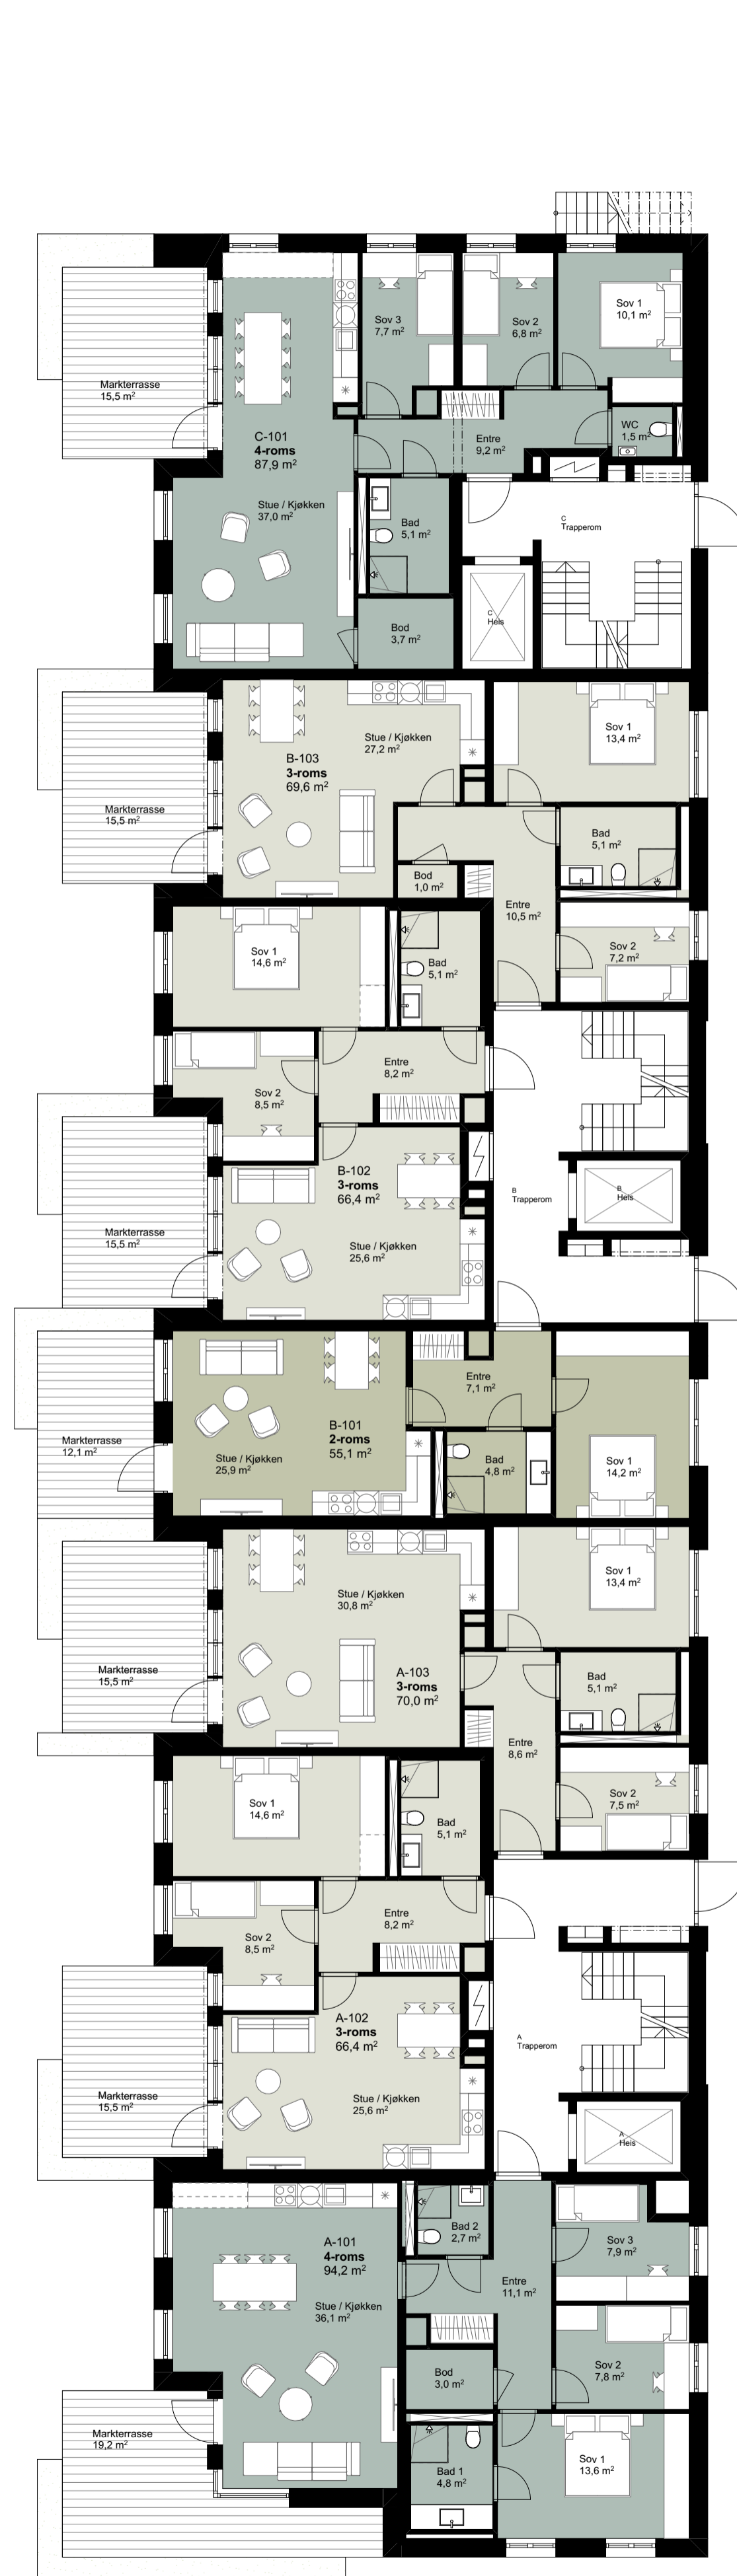 Sov 3
7,7 m²
Sov 2
6,8 m²
Sov 1
10,1 m²
Markterrasse
15,5 m²
C-101
4-roms
87,9 m²
Entre
9,2 m²
WC
1,5 m²
Stue / Kjøkken
37,0 m²
Bad
5,1 m²
C
Trapperom
Bod
3,7 m²
C
Heis
Stue / Kjøkken
27,2 m²
Sov 1
13,4 m²
B-103
3-roms
69,6 m²
Markterrasse
15,5 m²
Bad
5,1 m²
Bod
1,0 m²
Entre
10,5 m²
Sov 2
7,2 m²
Sov 1
14,6 m²
Bad
5,1 m²
Entre
8,2 m²
Sov 2
8,5 m²
B-102
3-roms
66,4 m²
B
Trapperom
B
Heis
Markterrasse
15,5 m²
Stue / Kjøkken
25,6 m²
Entre
7,1 m²
Markterrasse
12,1 m²
B-101
2-roms
55,1 m²
Stue / Kjøkken
25,9 m²
Bad
4,8 m²
Sov 1
14,2 m²
Stue / Kjøkken
30,8 m²
Sov 1
13,4 m²
Markterrasse
15,5 m²
A-103
3-roms
70,0 m²
Bad
5,1 m²
Entre
8,6 m²
Sov 1
14,6 m²
Bad
5,1 m²
Sov 2
7,5 m²
Entre
8,2 m²
Sov 2
8,5 m²
A-102
3-roms
66,4 m²
A
Trapperom
Markterrasse
15,5 m²
Stue / Kjøkken
25,6 m²
A
Heis
Bad 2
2,7 m²
A-101
4-roms
94,2 m²
Sov 3
7,9 m²
Entre
11,1 m²
Stue / Kjøkken
36,1 m²
Bod
3,0 m²
Sov 2
7,8 m²
Markterrasse
19,2 m²
Bad 1
4,8 m²
Sov 1
13,6 m²